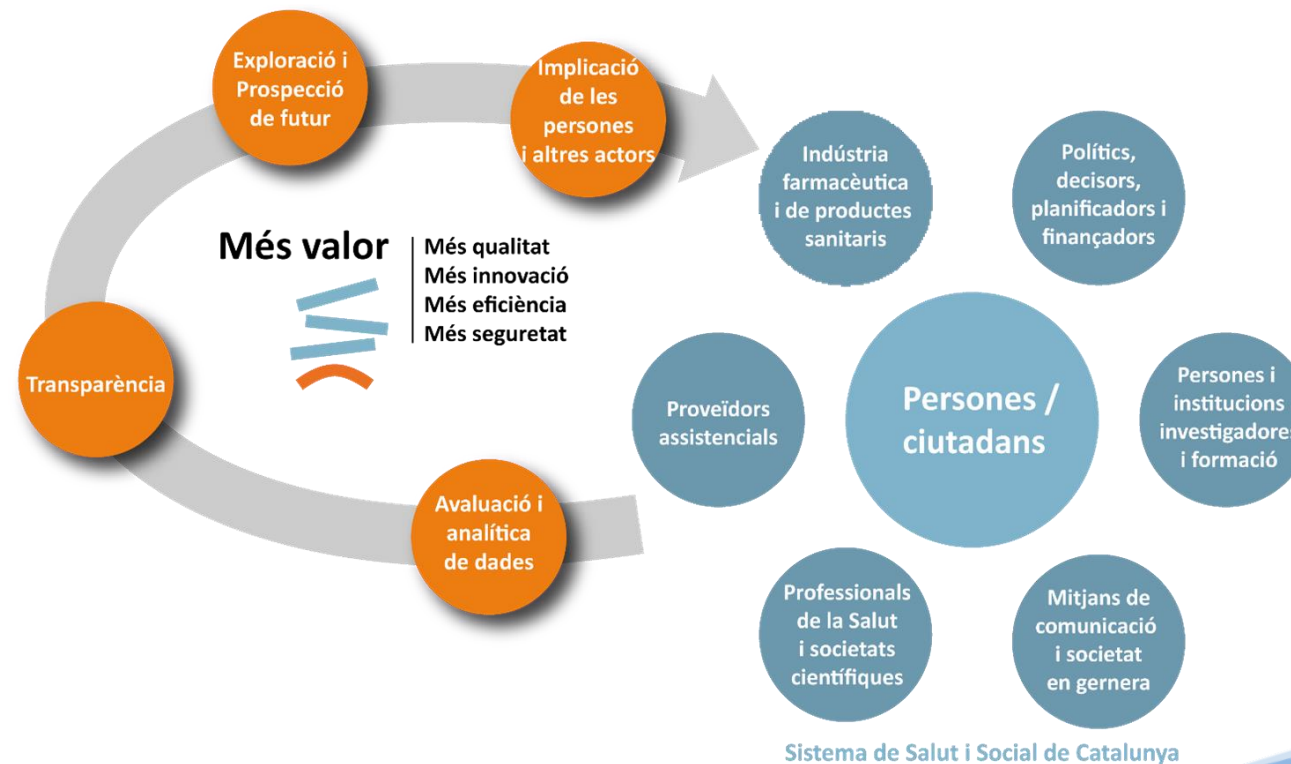 Exploració i
Prospecció
de futur
Implicació
de les
persones
i altres actors
Més valor
Més qualitat
Més innovació
Més eficiència
Més seguretat
Transparència
Avaluació i
analítica
de dades
Indústria
farmacèutica
i de productes
sanitaris
Polítics,
decisors,
planificadors i
finançadors
Proveïdors
assistencials
Persones /
ciutadans
Persones i
institucions
investigadores
i formació
Professionals
de la Salut
i societats
científiques
Mitjans de
comunicació
i societat
en gernera
Sistema de Salut i Social de Catalunya